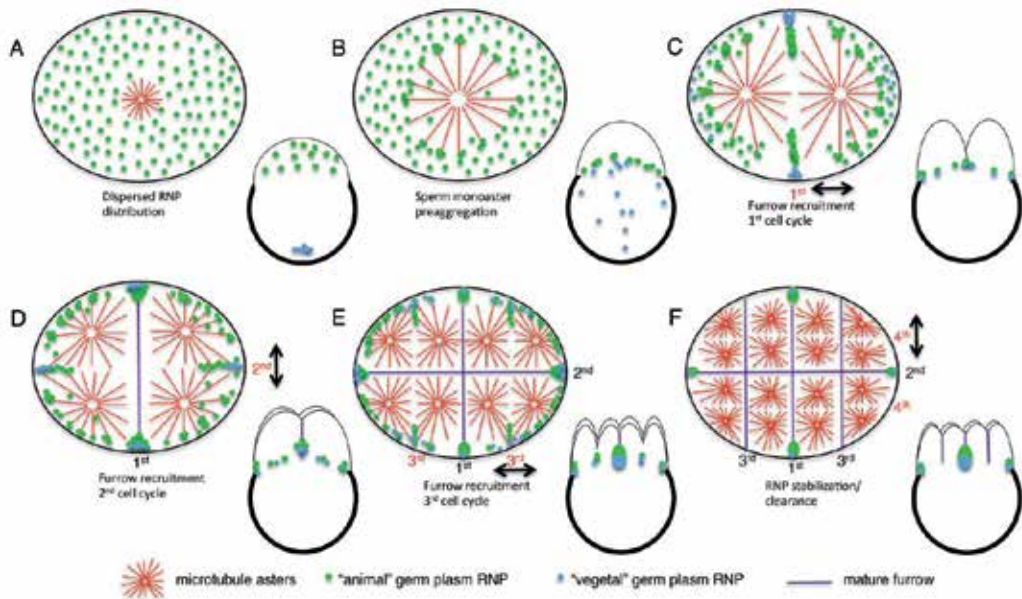 A
Dispersed RNP
distribution
B
Sperm monoaster
preaggregation
C
1st
Furrow recruitment
1st cell cycle
D
2nd
1st
Furrow recruitment
2nd cell cycle
E
2nd
3rd 1st 3rd
Furrow recruitment
3rd cell cycle
F
4th
2nd
4th
3rd 1st 3rd
RNP stabilization/
clearance
microtubule asters "animal" germ plasm RNP "vegetal" germ plasm RNP mature furrow